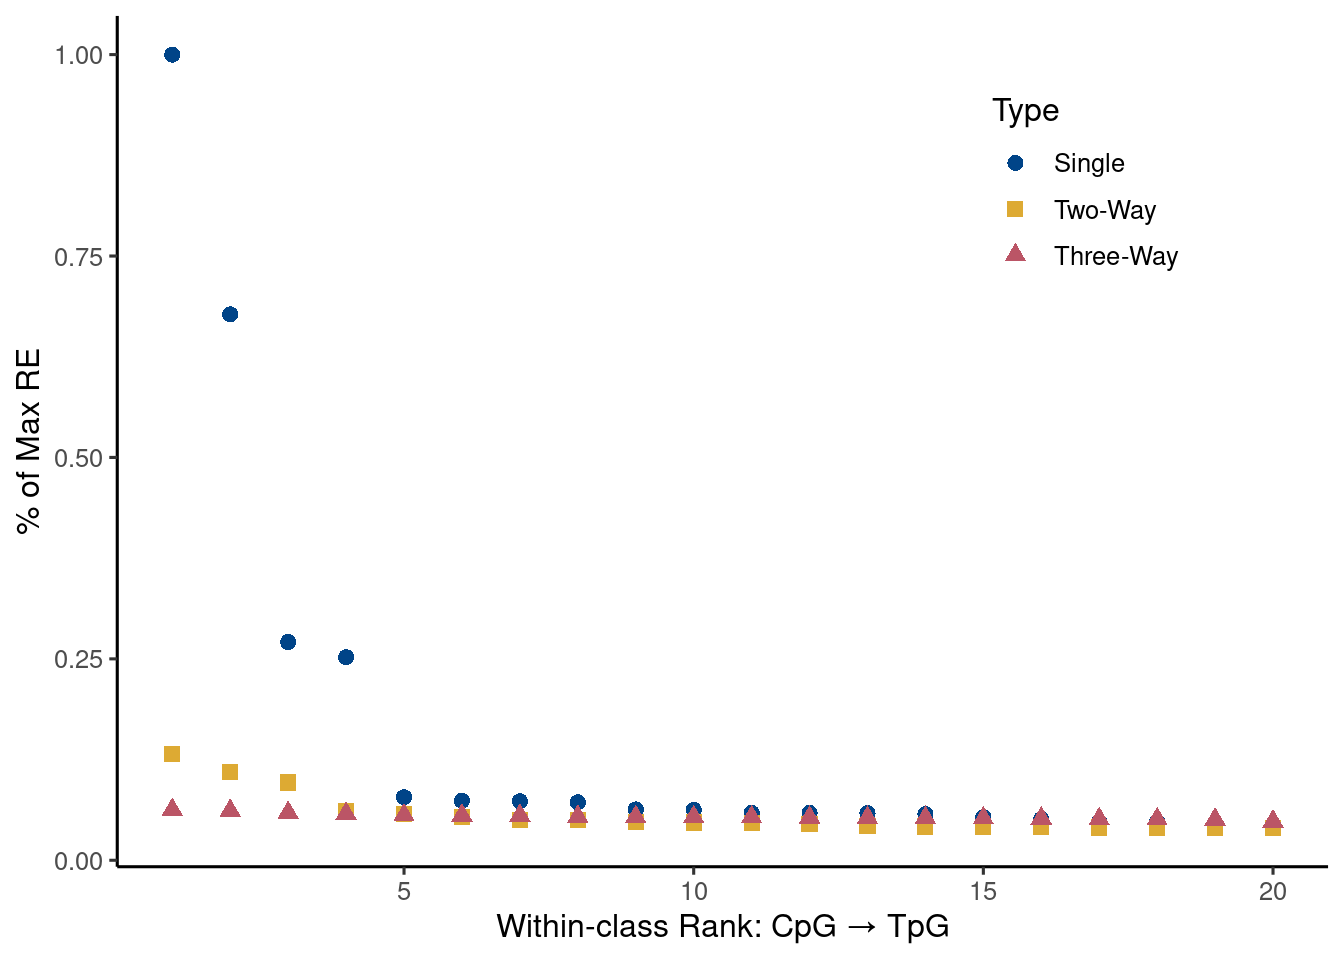 1.00
0.75
0.50
0.25
0.00
% of Max RE
Type
Single
Two-Way
Three-Way
5
10
15
20
Within-class Rank: CpG → TpG